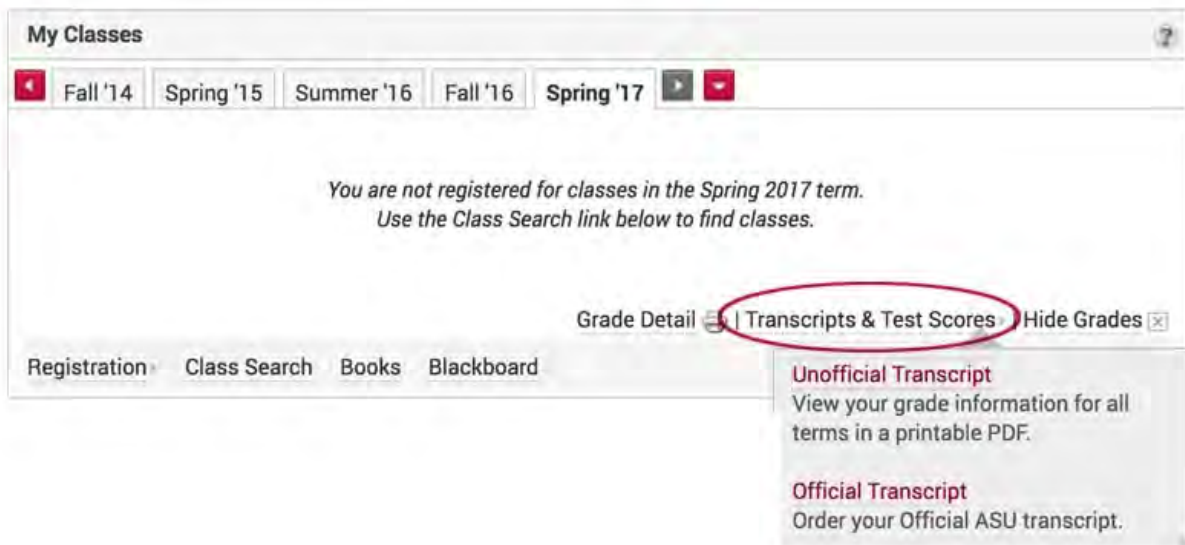 My Classes ?
Fall '14 Spring '15 Summer '16 Fall '16 Spring '17
You are not registered for classes in the Spring 2017 term.
Use the Class Search link below to find classes.
Grade Detail | Transcripts & Test Scores | Hide Grades
Registration Class Search Books Blackboard
Unofficial Transcript
View your grade information for all
terms in a printable PDF.
Official Transcript
Order your Official ASU transcript.